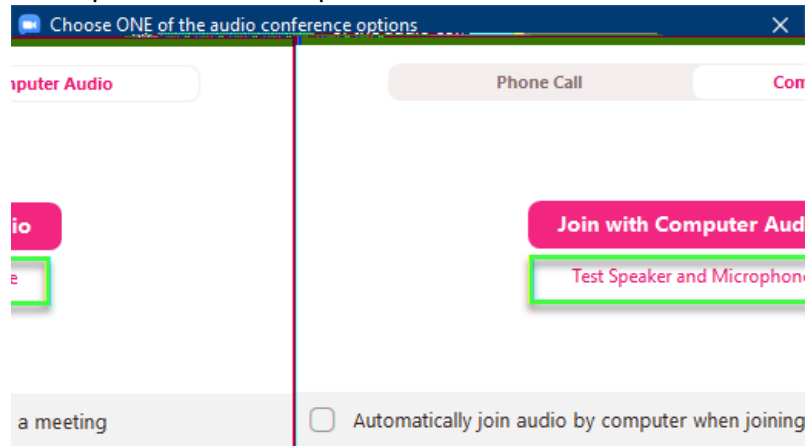 Choose ONE of the audio conference options
nputer Audio
Phone Call
Com
io
Join with Computer Aud
e
Test Speaker and Microphone
a meeting
Automatically join audio by computer when joining